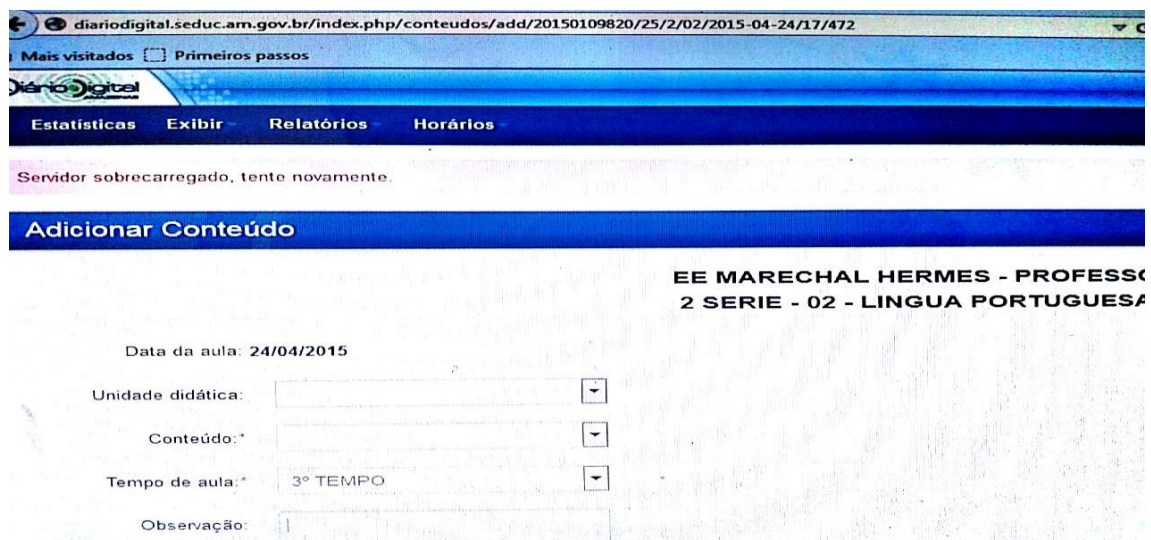 diariodigital.seduc.am.gov.br/index.php/conteudos/add/20150109820/25/2/02/2015-04-24/17/472
Mais visitados Primeiros passos
DiárioDigital
Estatísticas Exibir Relatórios Horários
Servidor sobrecarregado, tente novamente.
Adicionar Conteúdo
EE MARECHAL HERMES - PROFESSO
2 SERIE - 02 - LINGUA PORTUGUESA
Data da aula: 24/04/2015
Unidade didática:
Conteúdo:*
Tempo de aula:* 3º TEMPO
Observação: